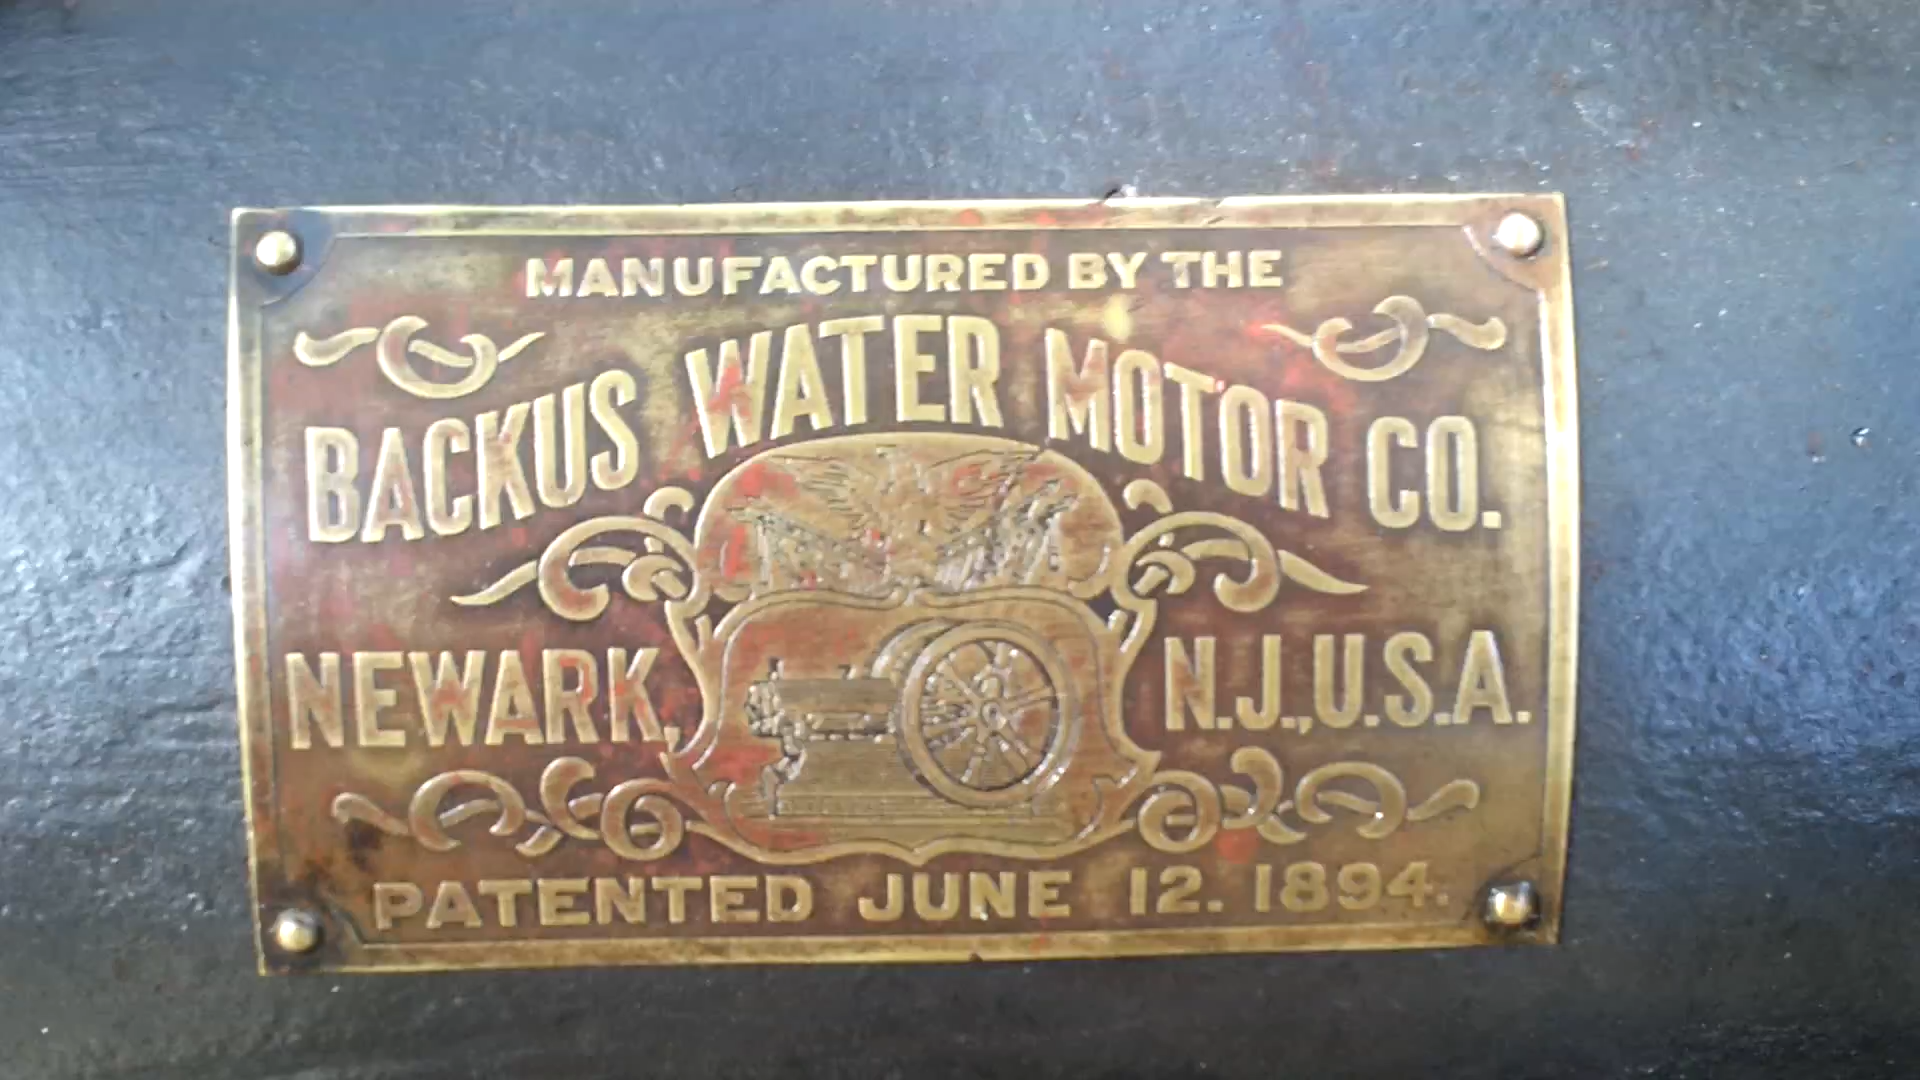 MANUFACTURED BY THE
BACKUS WATER MOTOR CO.
NEWARK, N.J., U.S.A.
PATENTED JUNE 12. 1894.